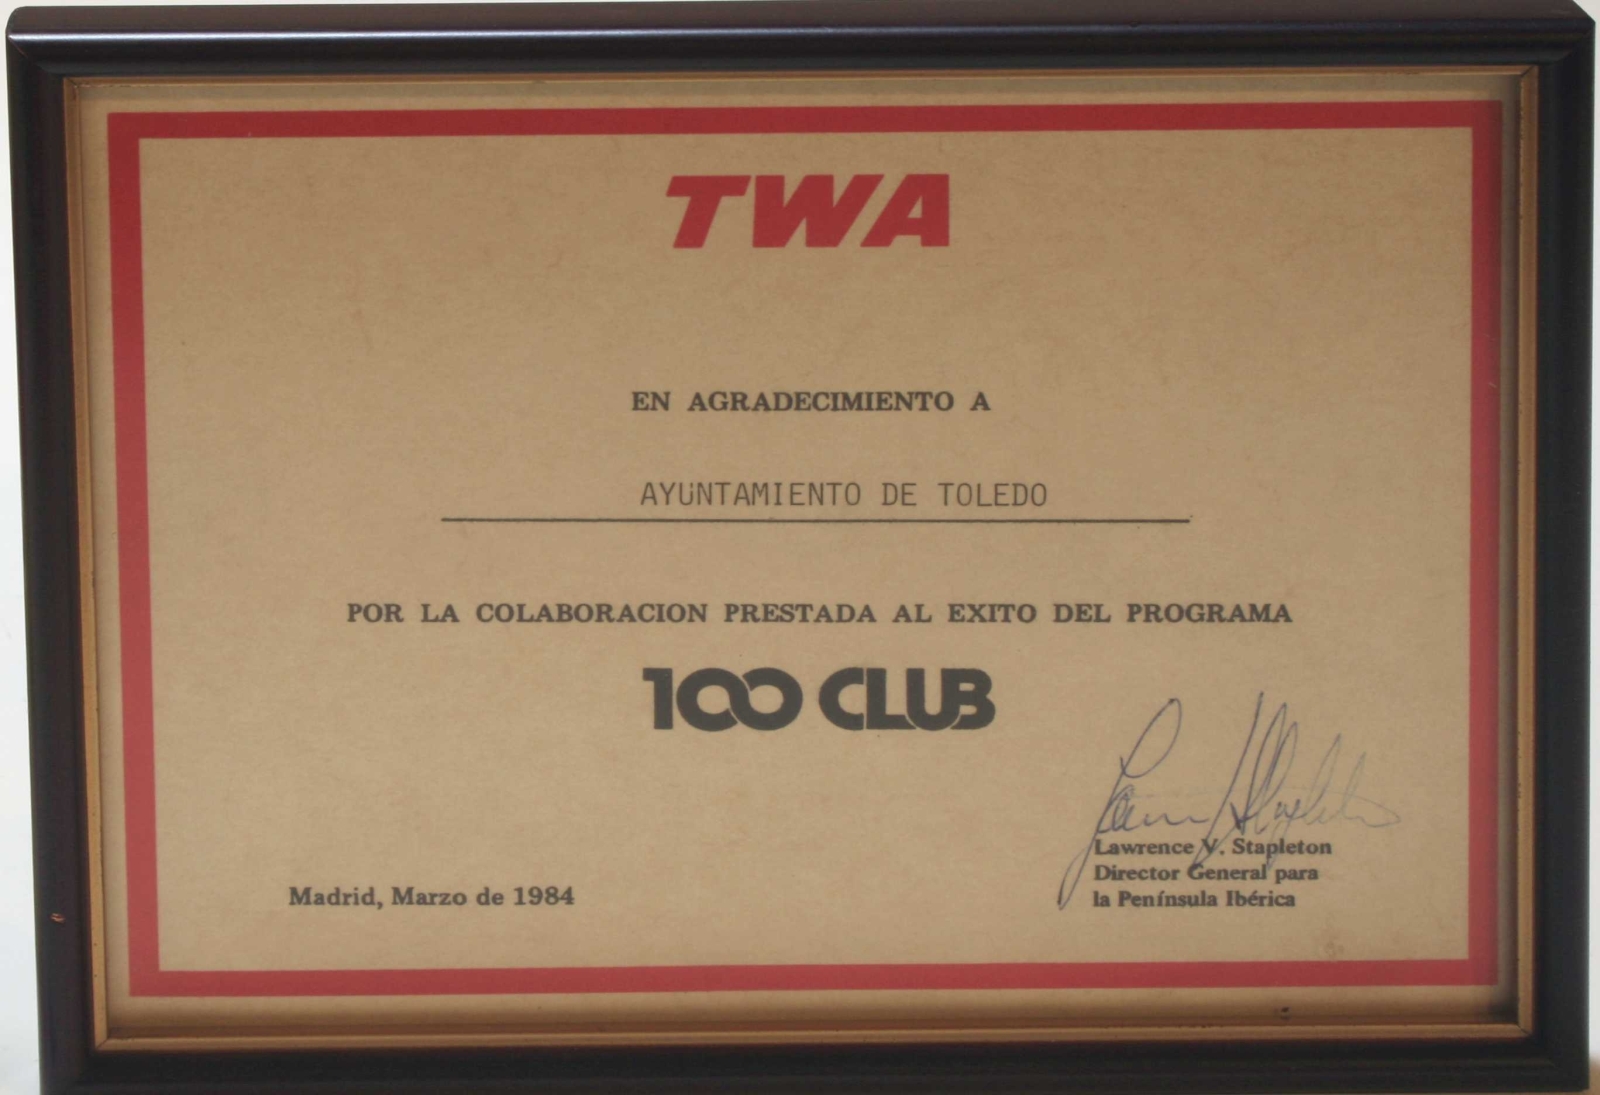 TWA
EN AGRADECIMIENTO A
AYUNTAMIENTO DE TOLEDO
POR LA COLABORACION PRESTADA AL EXITO DEL PROGRAMA
100 CLUB
Lawrence V. Stapleton
Director General para
la Península Ibérica
Madrid, Marzo de 1984